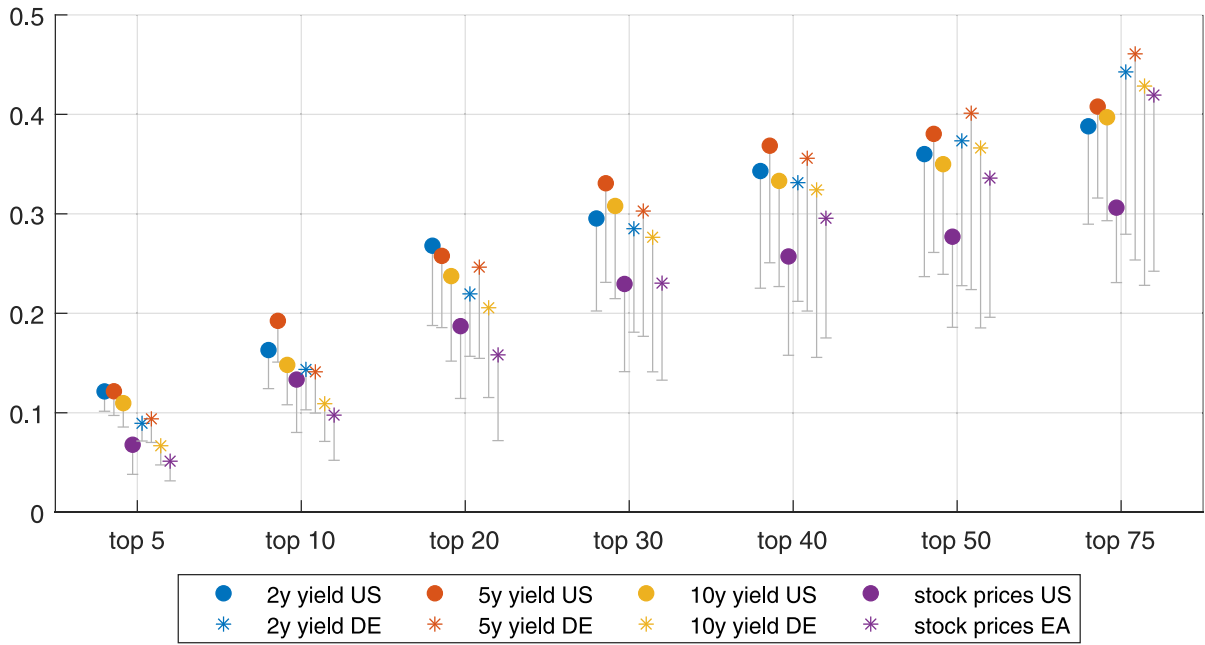 0.5
0.4
0.3
0.2
0.1
0
top 5 top 10 top 20 top 30 top 40 top 50 top 75
2y yield US 5y yield US 10y yield US stock prices US
2y yield DE 5y yield DE 10y yield DE stock prices EA